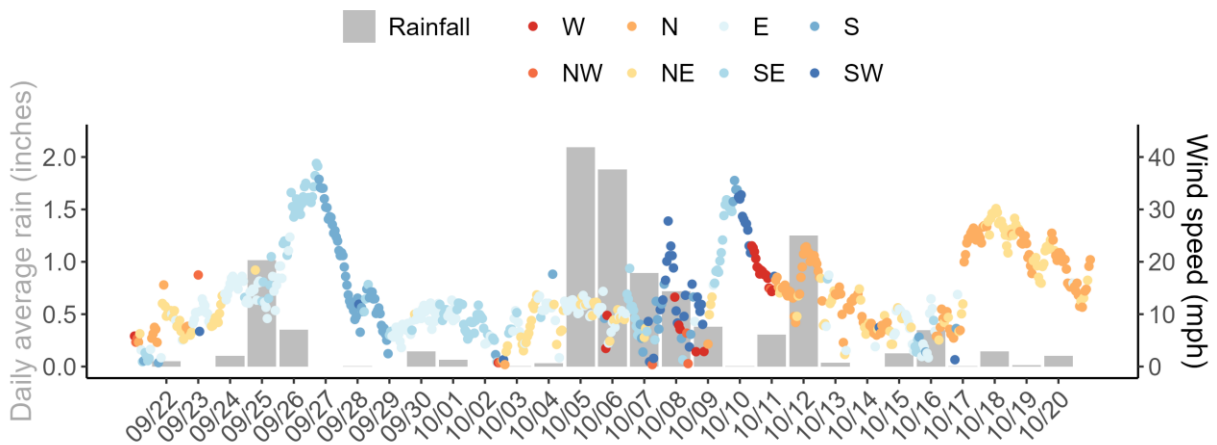 Rainfall W N E S
NW NE SE SW
Daily average rain (inches)
2.0
1.5
1.0
0.5
0.0
40
30
20
10
0
Wind speed (mph)
09/22 09/23 09/24 09/25 09/26 09/27 09/28 09/29 09/30 10/01 10/02 10/03 10/04 10/05 10/06 10/07 10/08 10/09 10/10 10/11 10/12 10/13 10/14 10/15 10/16 10/17 10/18 10/19 10/20